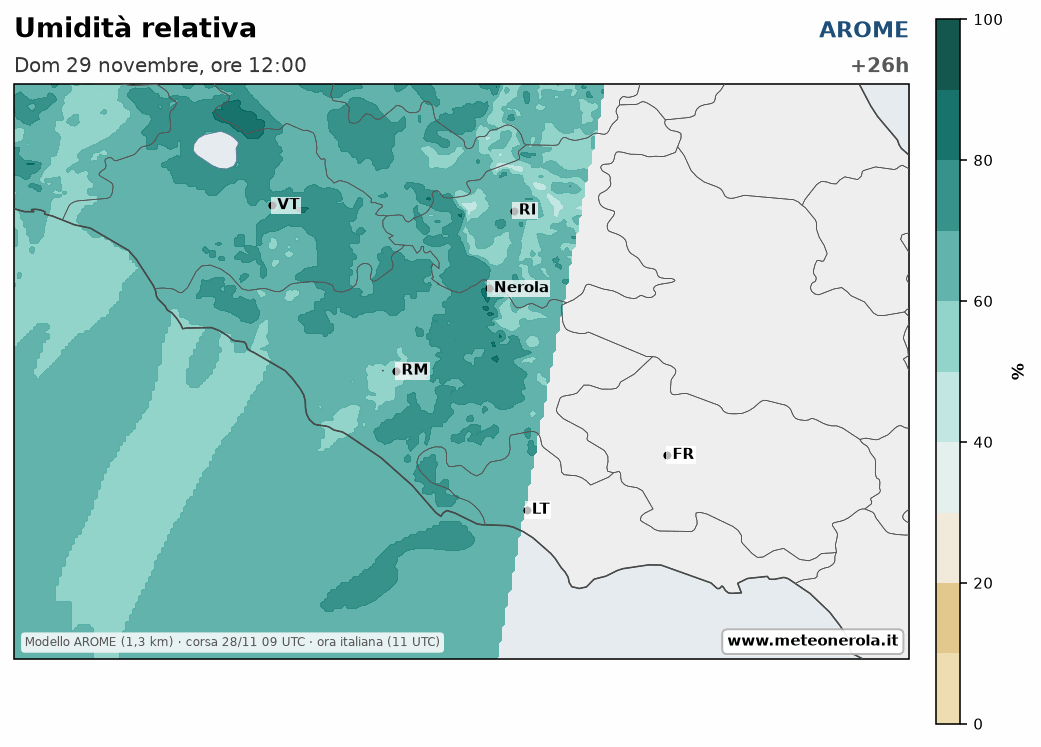 Umidità relativa
AROME
Dom 29 novembre, ore 12:00
+26h
VT
RI
Nerola
RM
FR
LT
Modello AROME (1,3 km) · corsa 28/11 09 UTC · ora italiana (11 UTC)
www.meteonerola.it
100
80
60
40
20
0
%